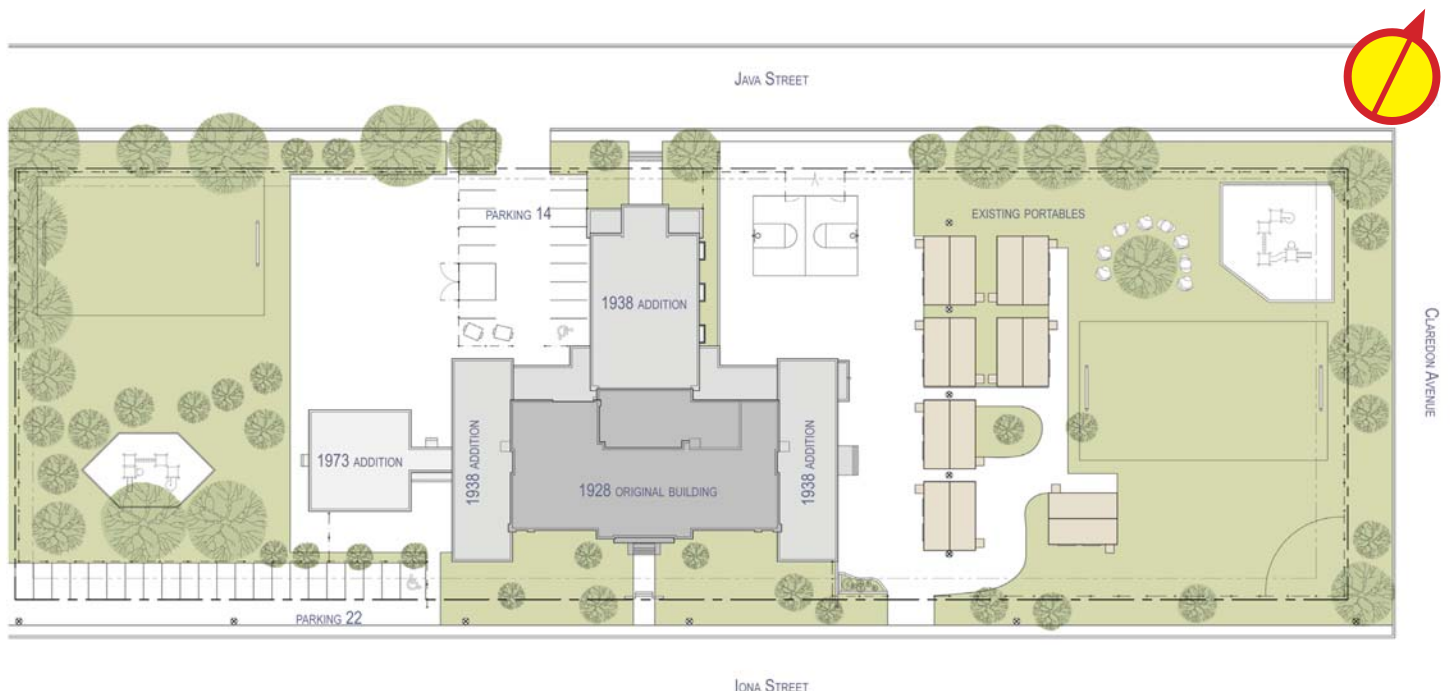 JAVA STREET
PARKING 14
EXISTING PORTABLES
1938 ADDITION
CLAREDON AVENUE
1973 ADDITION
1938 ADDITION
1928 ORIGINAL BUILDING
1938 ADDITION
PARKING 22
IONA STREET